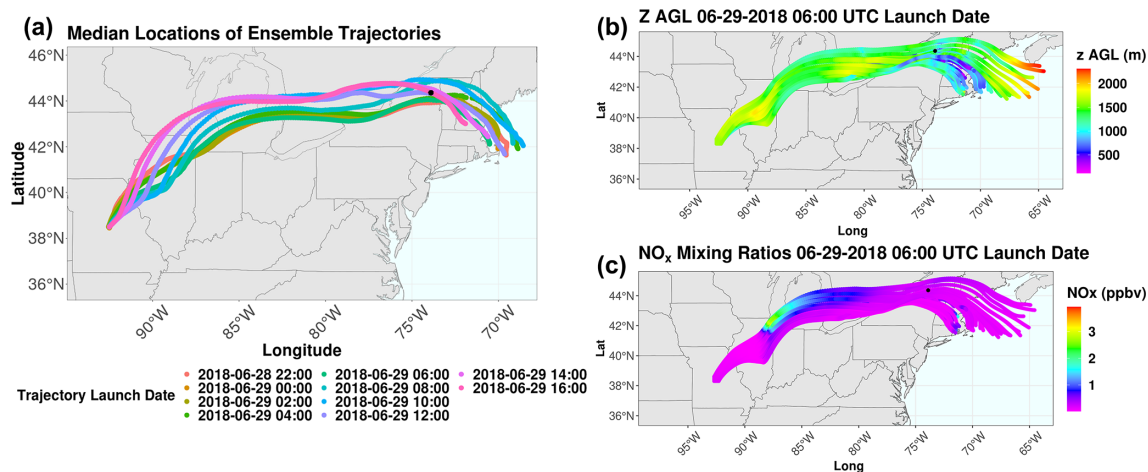 (a)
Median Locations of Ensemble Trajectories
46°N
44°N
42°N
40°N
38°N
36°N
Latitude
90°W
85°W
80°W
75°W
70°W
Longitude
Trajectory Launch Date
2018-06-28 22:00
2018-06-29 00:00
2018-06-29 02:00
2018-06-29 04:00
2018-06-29 06:00
2018-06-29 08:00
2018-06-29 10:00
2018-06-29 12:00
2018-06-29 14:00
2018-06-29 16:00
(b)
Z AGL 06-29-2018 06:00 UTC Launch Date
44°N
42°N
40°N
38°N
36°N
Lat
95°W
90°W
85°W
80°W
75°W
70°W
65°W
Long
z AGL (m)
2000
1500
1000
500
(c)
NOx Mixing Ratios 06-29-2018 06:00 UTC Launch Date
44°N
42°N
40°N
38°N
36°N
Lat
95°W
90°W
85°W
80°W
75°W
70°W
65°W
Long
NOx (ppbv)
3
2
1